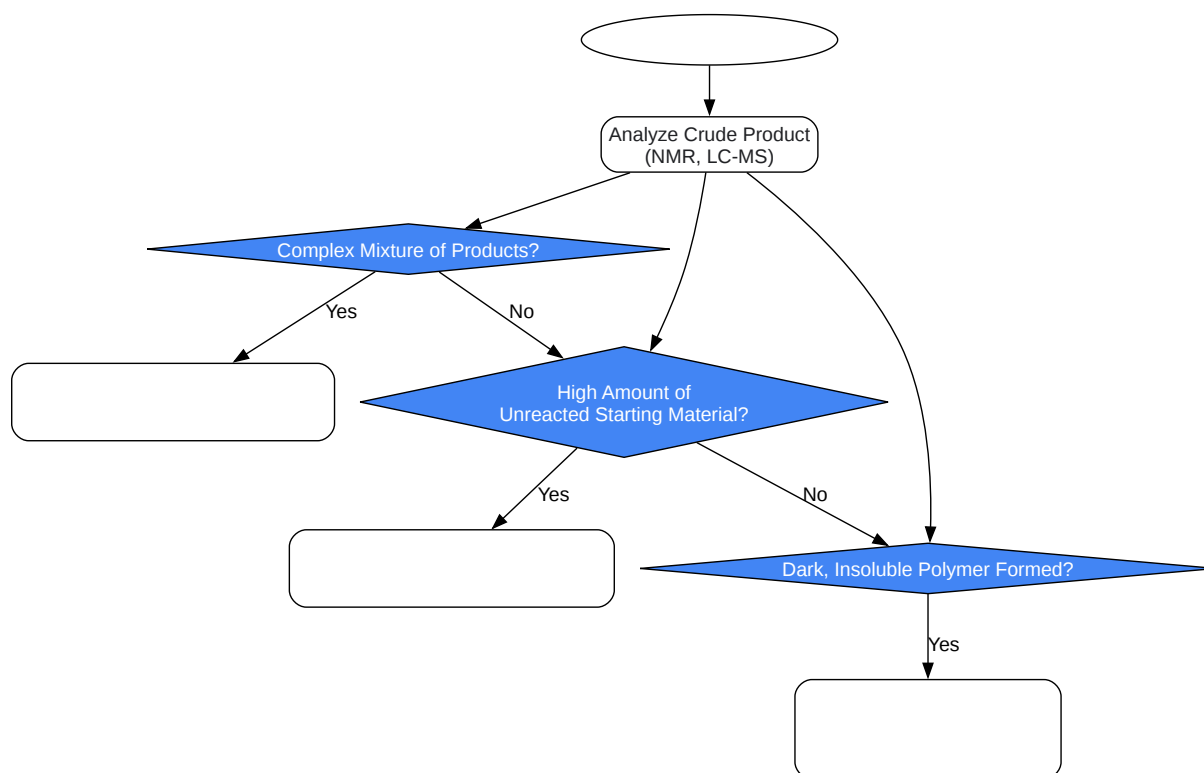 Analyze Crude Product
(NMR, LC-MS)
Complex Mixture of Products?
Yes
No
High Amount of
Unreacted Starting Material?
Yes
No
Dark, Insoluble Polymer Formed?
Yes